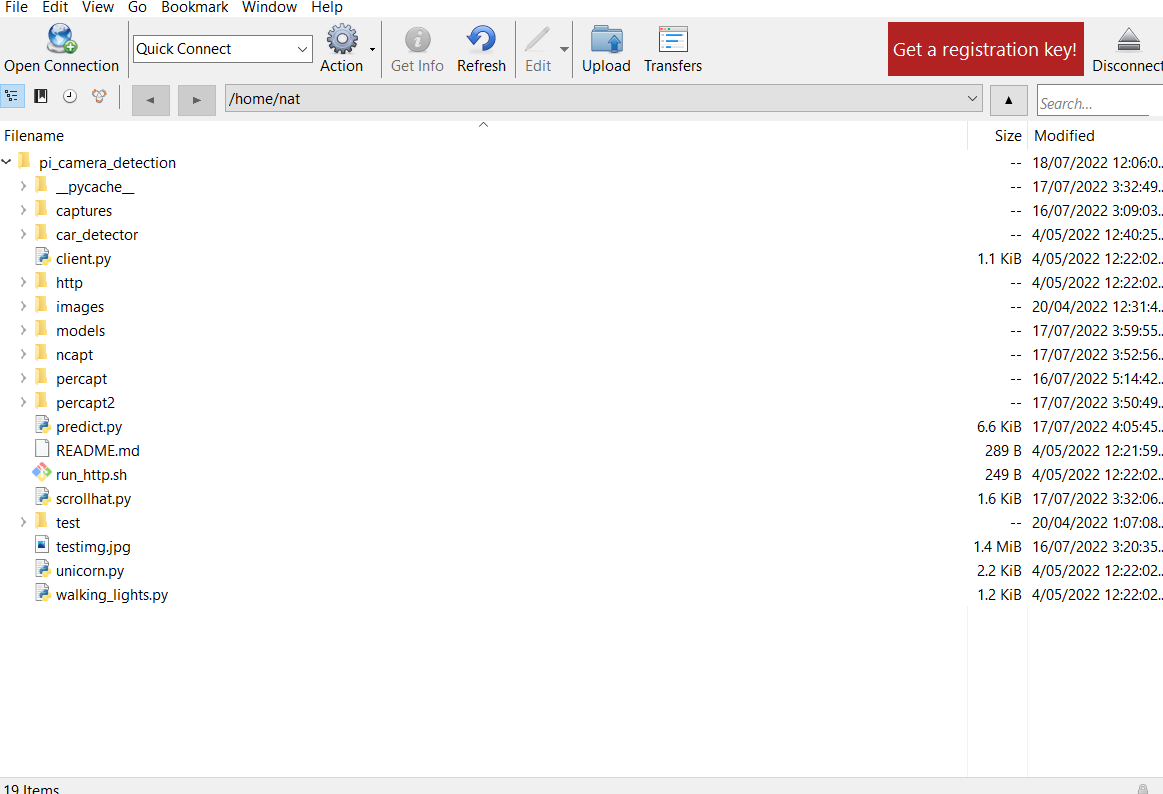 File Edit View Go Bookmark Window Help
Open Connection Quick Connect Action Get Info Refresh Edit Upload Transfers Get a registration key! Disconnect
/home/nat Search...
Filename Size Modified
pi_camera_detection -- 18/07/2022 12:06:0..
__pycache__ -- 17/07/2022 3:32:49..
captures -- 16/07/2022 3:09:03..
car_detector -- 4/05/2022 12:40:25..
client.py 1.1 KiB 4/05/2022 12:22:02..
http -- 4/05/2022 12:22:02..
images -- 20/04/2022 12:31:4..
models -- 17/07/2022 3:59:55..
ncapt -- 17/07/2022 3:52:56..
percapt -- 16/07/2022 5:14:42..
percapt2 -- 17/07/2022 3:50:49..
predict.py 6.6 KiB 17/07/2022 4:05:45..
README.md 289 B 4/05/2022 12:21:59..
run_http.sh 249 B 4/05/2022 12:22:02..
scrollhat.py 1.6 KiB 17/07/2022 3:32:06..
test -- 20/04/2022 1:07:08..
testimg.jpg 1.4 MiB 16/07/2022 3:20:35..
unicorn.py 2.2 KiB 4/05/2022 12:22:02..
walking_lights.py 1.2 KiB 4/05/2022 12:22:02..
19 Items